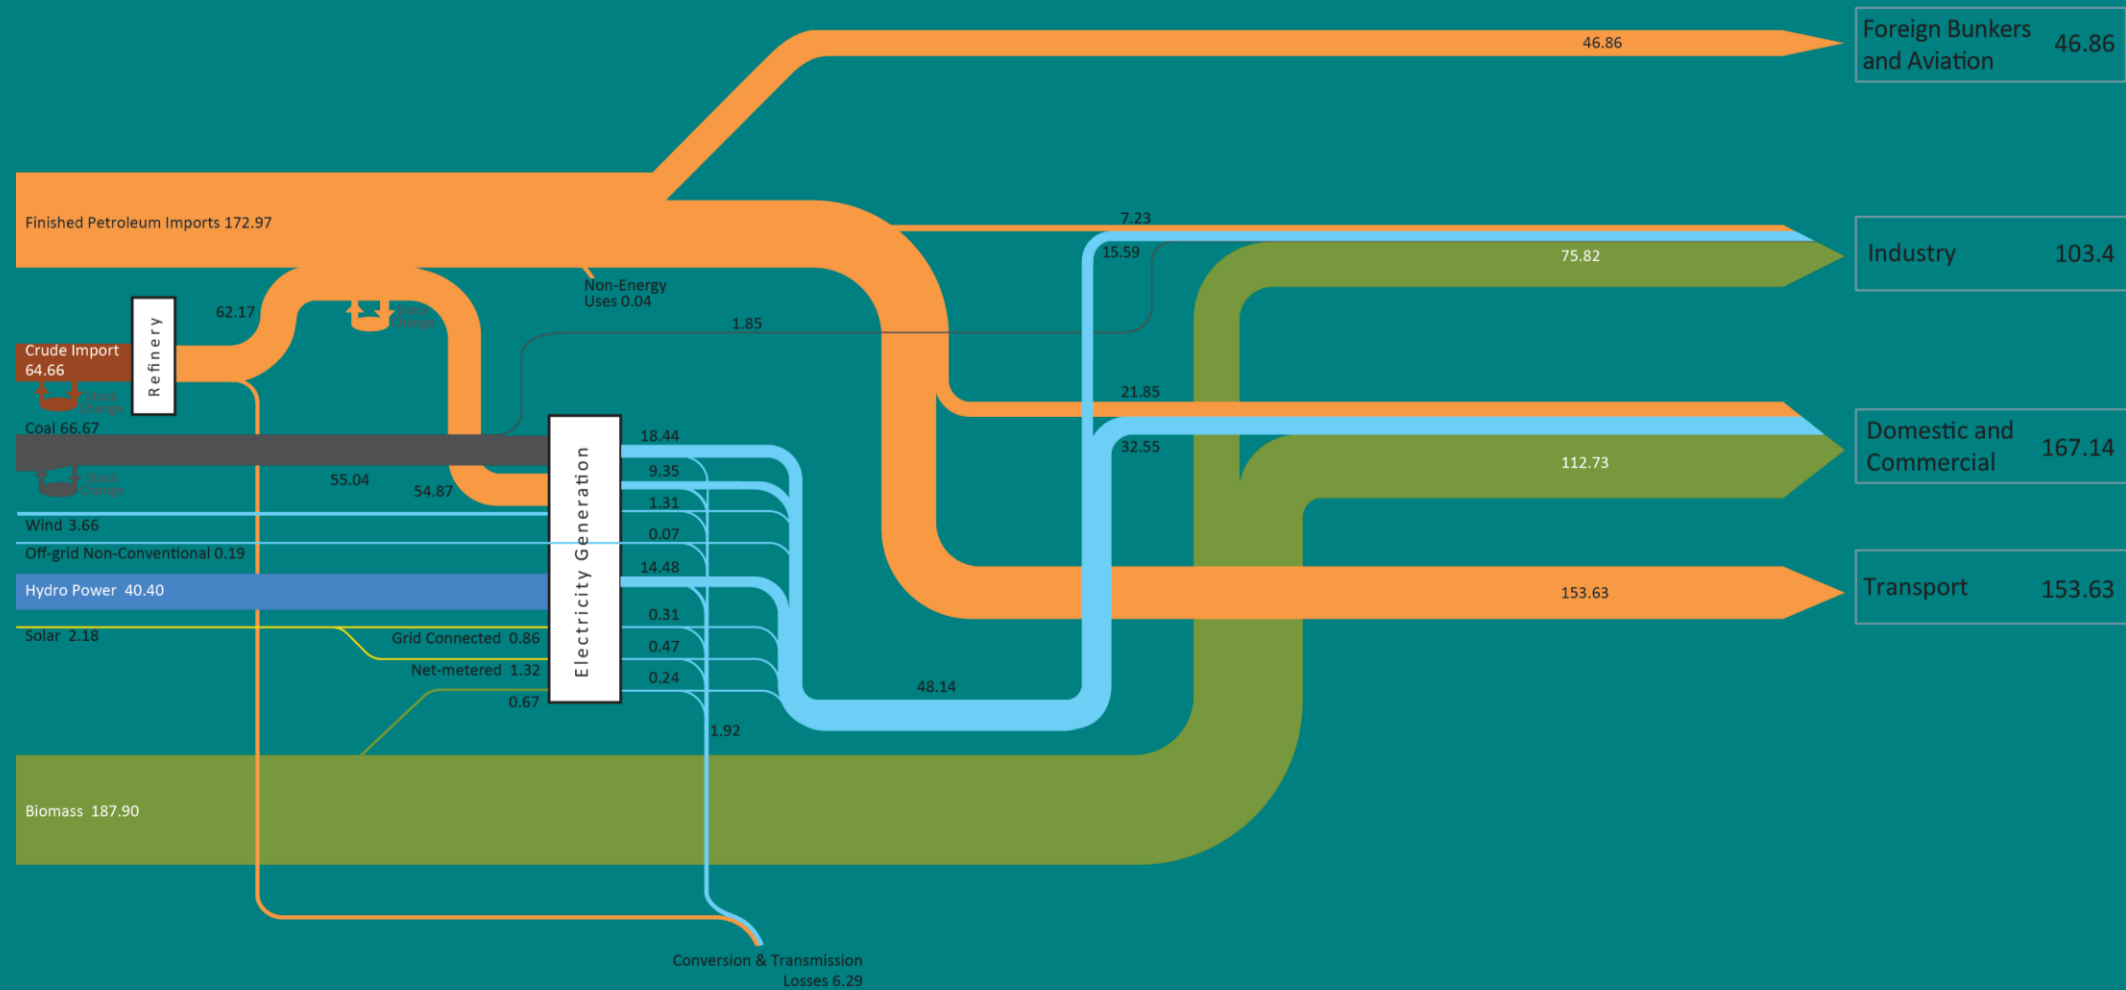 46.86
Foreign Bunkers
and Aviation
46.86
Finished Petroleum Imports 172.97
7.23
15.59
75.82
Industry
103.4
Non-Energy
Uses 0.04
62.17
Stock
Change
1.85
Refinery
Crude Import
64.66
Stock
Change
21.85
32.55
112.73
Domestic and
Commercial
167.14
Coal 66.67
Stock
Change
55.04
54.87
Electricity Generation
18.44
9.35
1.31
0.07
14.48
0.31
0.47
0.24
Wind 3.66
Off-grid Non-Conventional 0.19
Hydro Power 40.40
Solar 2.18
Grid Connected 0.86
Net-metered 1.32
0.67
153.63
Transport
153.63
48.14
1.92
Biomass 187.90
Conversion & Transmission
Losses 6.29